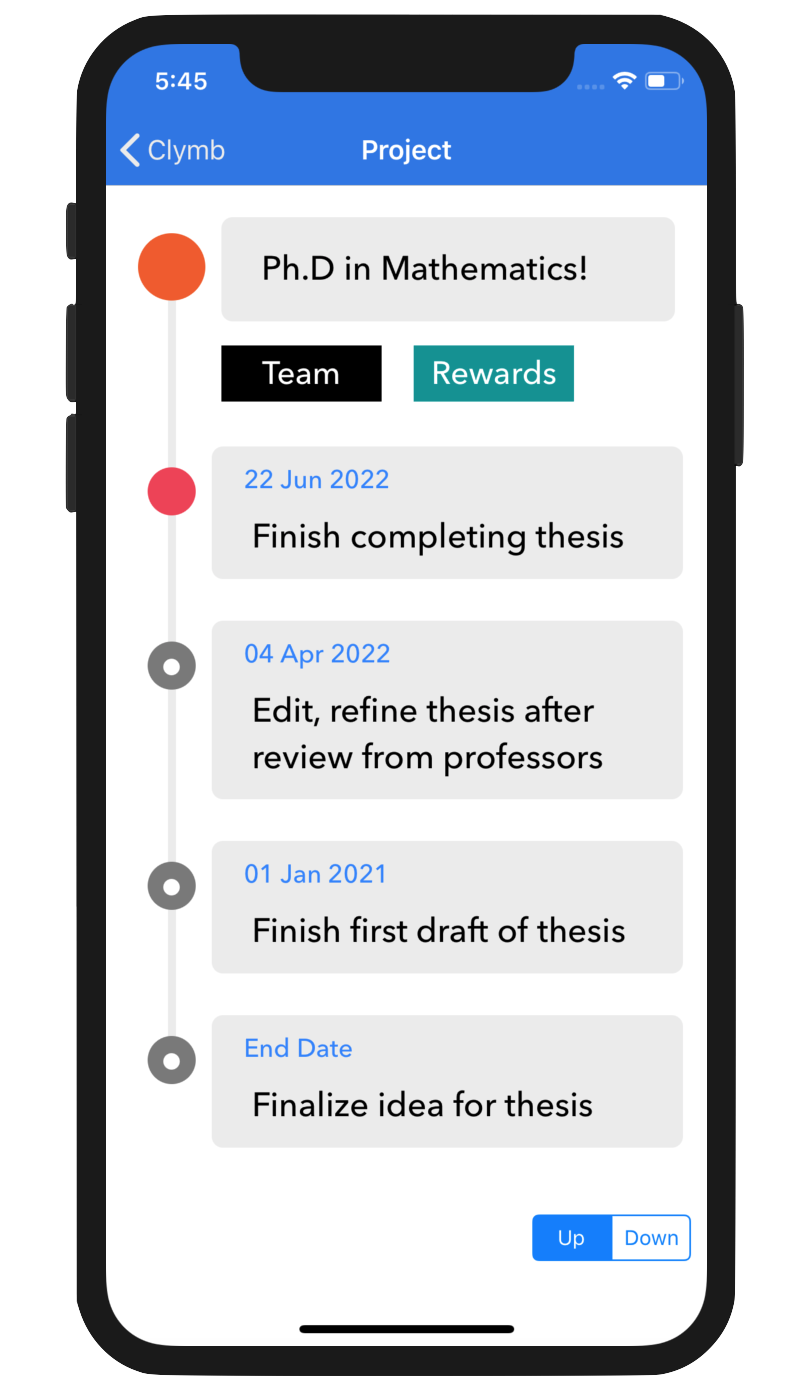 5:45
Clymb
Project
Ph.D in Mathematics!
Team
Rewards
22 Jun 2022
Finish completing thesis
04 Apr 2022
Edit, refine thesis after
review from professors
01 Jan 2021
Finish first draft of thesis
End Date
Finalize idea for thesis
Up
Down